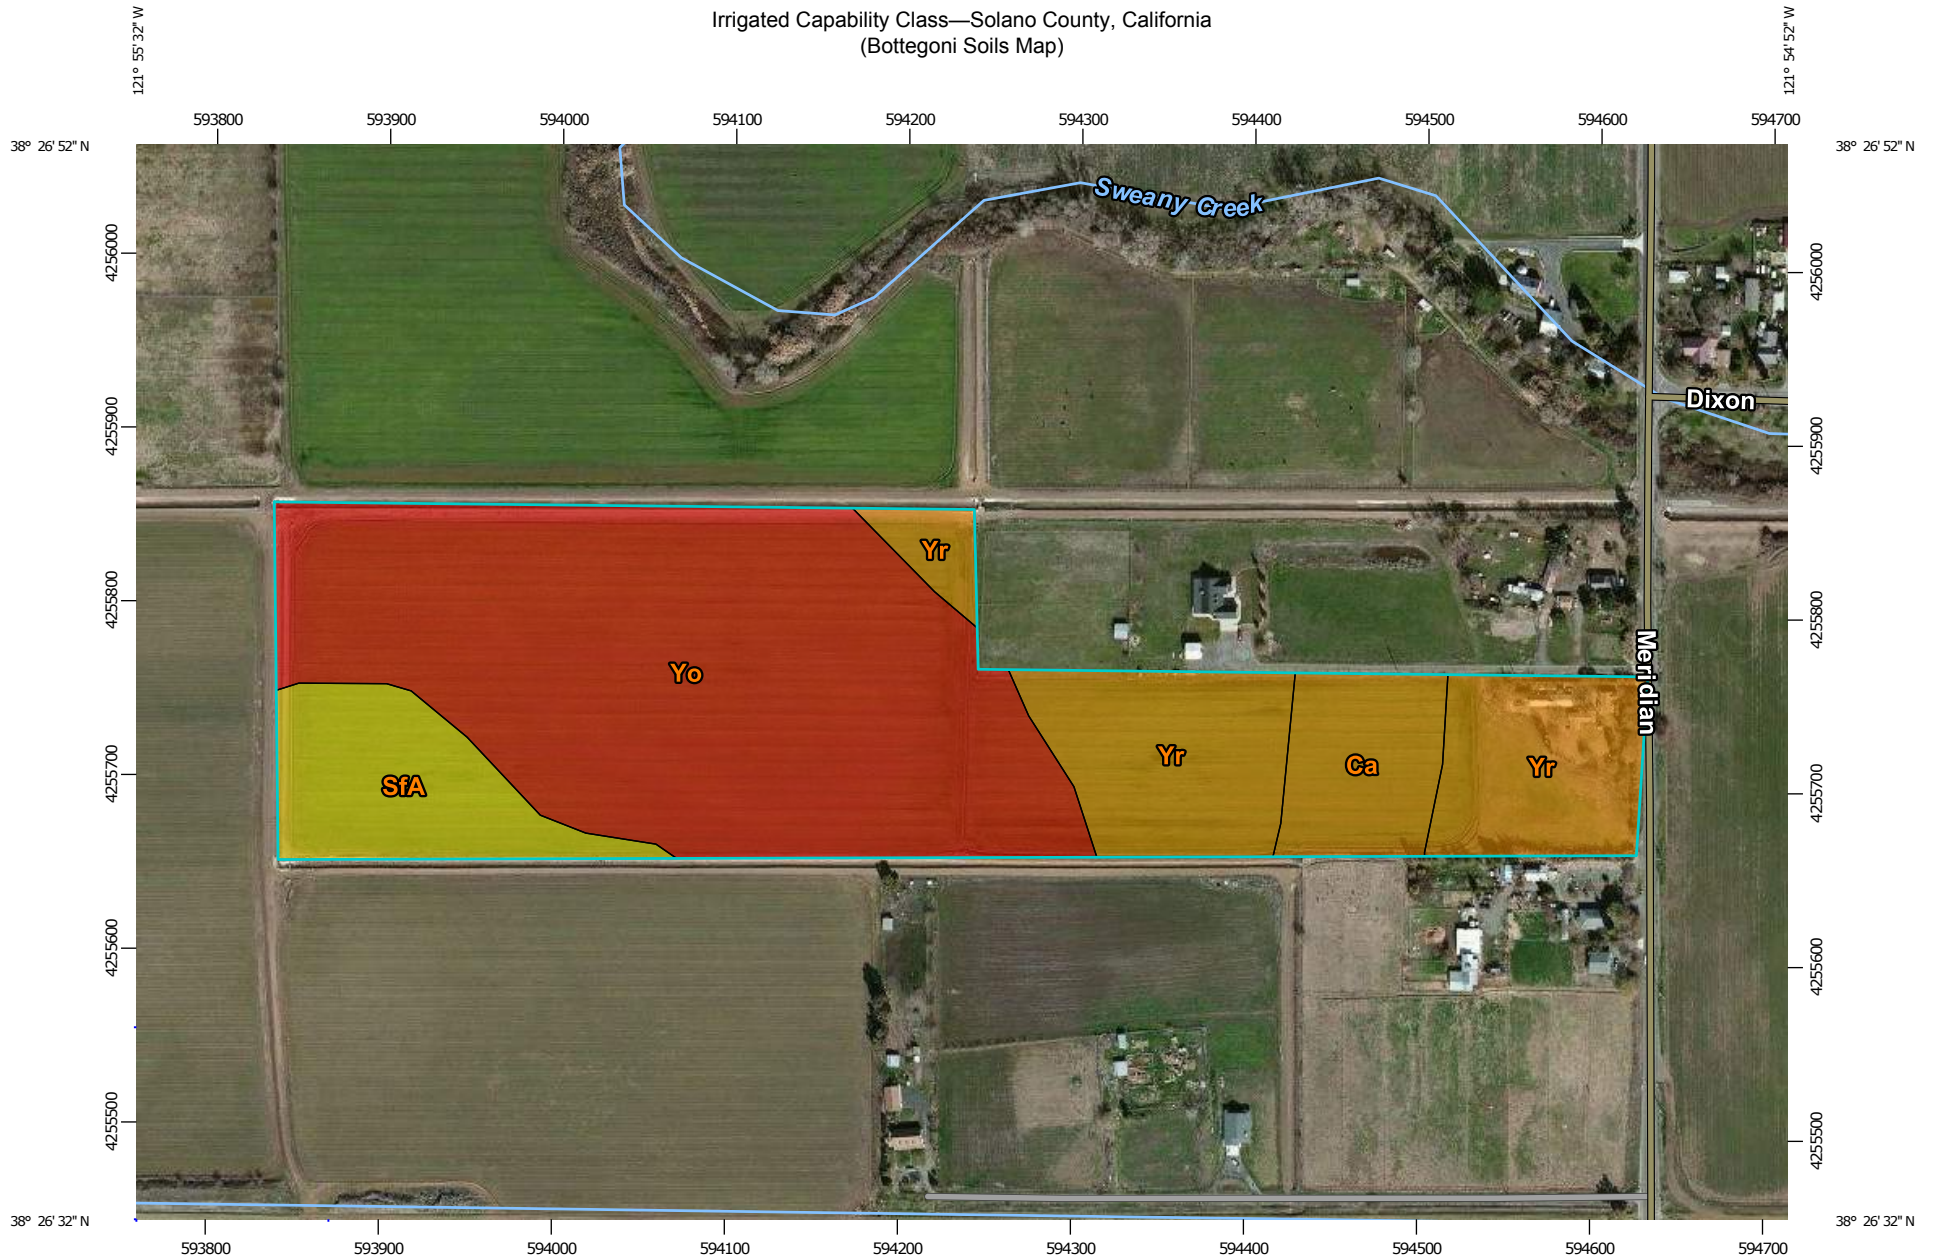 Irrigated Capability Class—Solano County, California
(Bottegoni Soils Map)
121° 55' 32" W
121° 54' 52" W
593800 593900 594000 594100 594200 594300 594400 594500 594600 594700
38° 26' 52" N
38° 26' 52" N
Sweany Creek
4256000
4256000
Dixon
4255900
4255900
Yr
4255800
4255800
Yo
Meridian
Yr
Ca
Yr
SfA
4255700
4255700
4255600
4255600
4255500
4255500
38° 26' 32" N
38° 26' 32" N
593800 593900 594000 594100 594200 594300 594400 594500 594600 594700